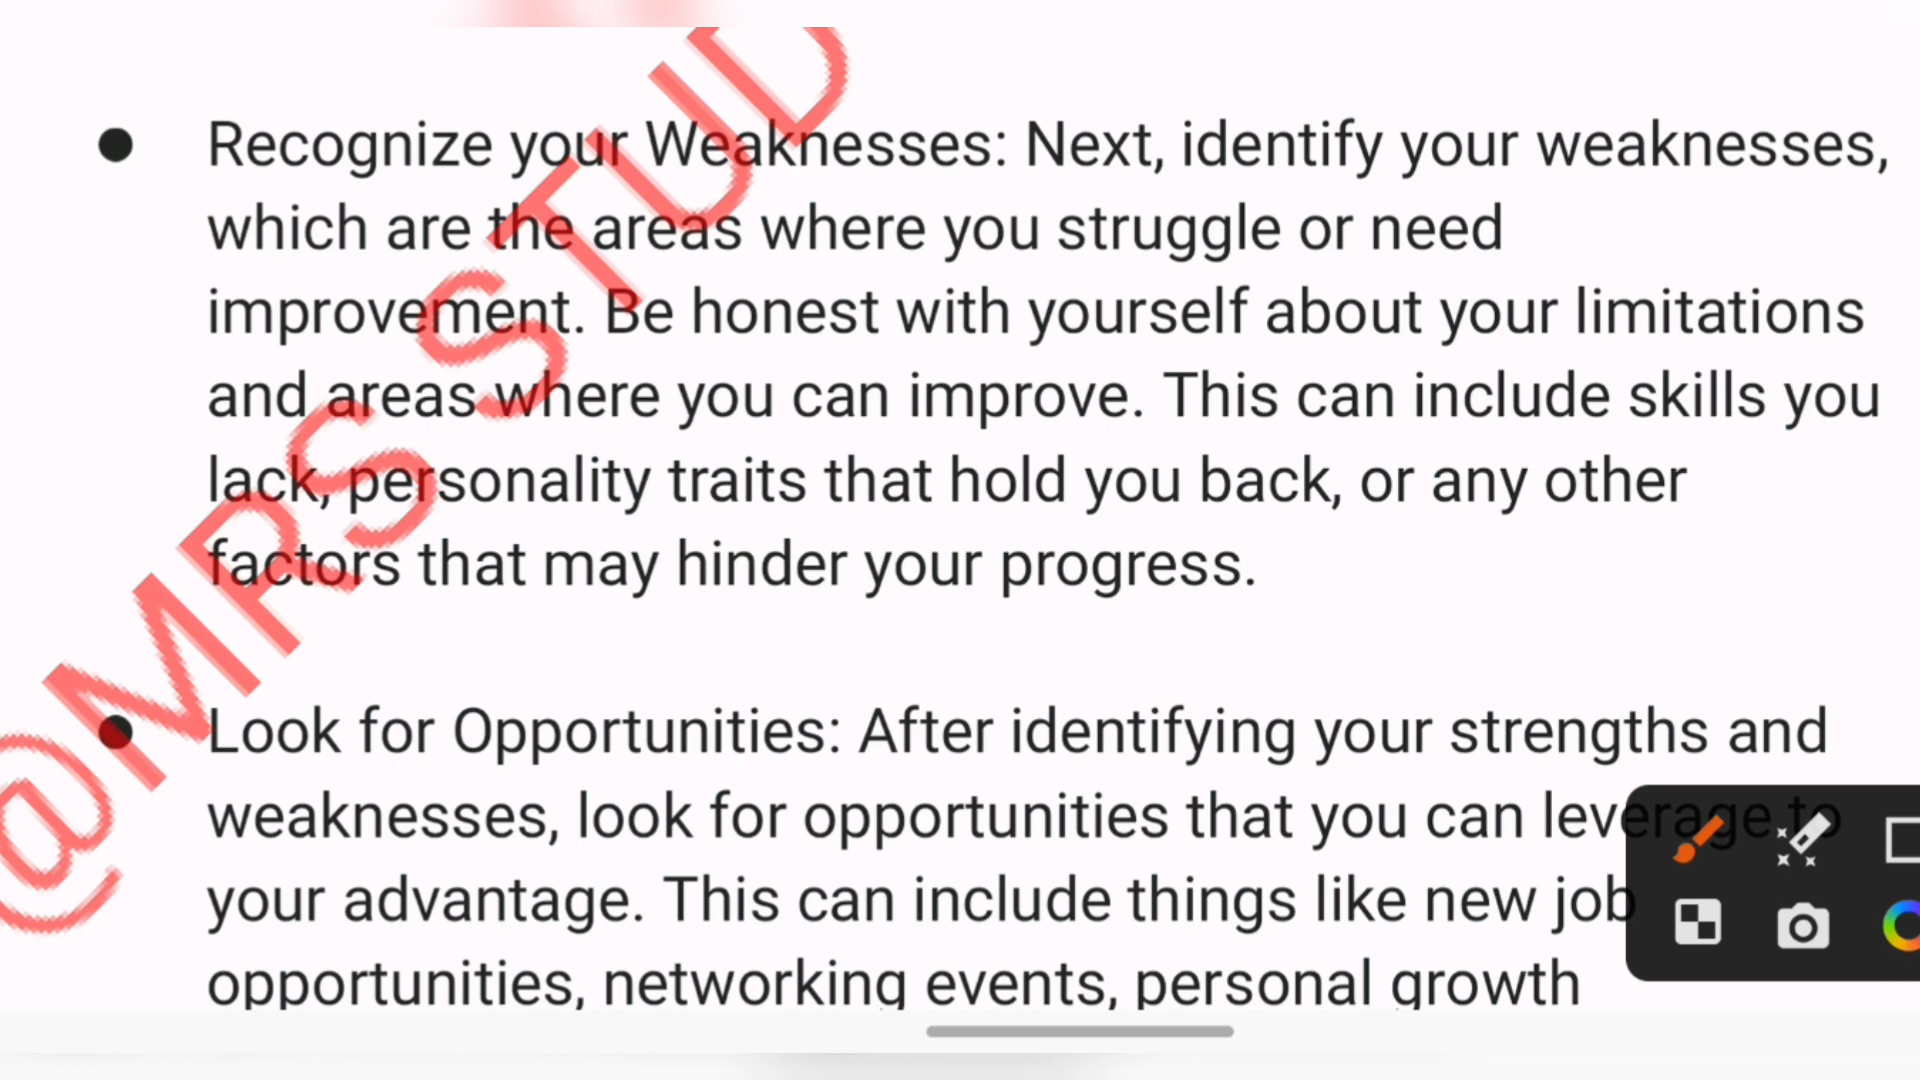 ● Recognize your Weaknesses: Next, identify your weaknesses,
which are the areas where you struggle or need
improvement. Be honest with yourself about your limitations
and areas where you can improve. This can include skills you
lack, personality traits that hold you back, or any other
factors that may hinder your progress.
● Look for Opportunities: After identifying your strengths and
weaknesses, look for opportunities that you can leverage to
your advantage. This can include things like new job
opportunities, networking events, personal growth
@MRS STUD